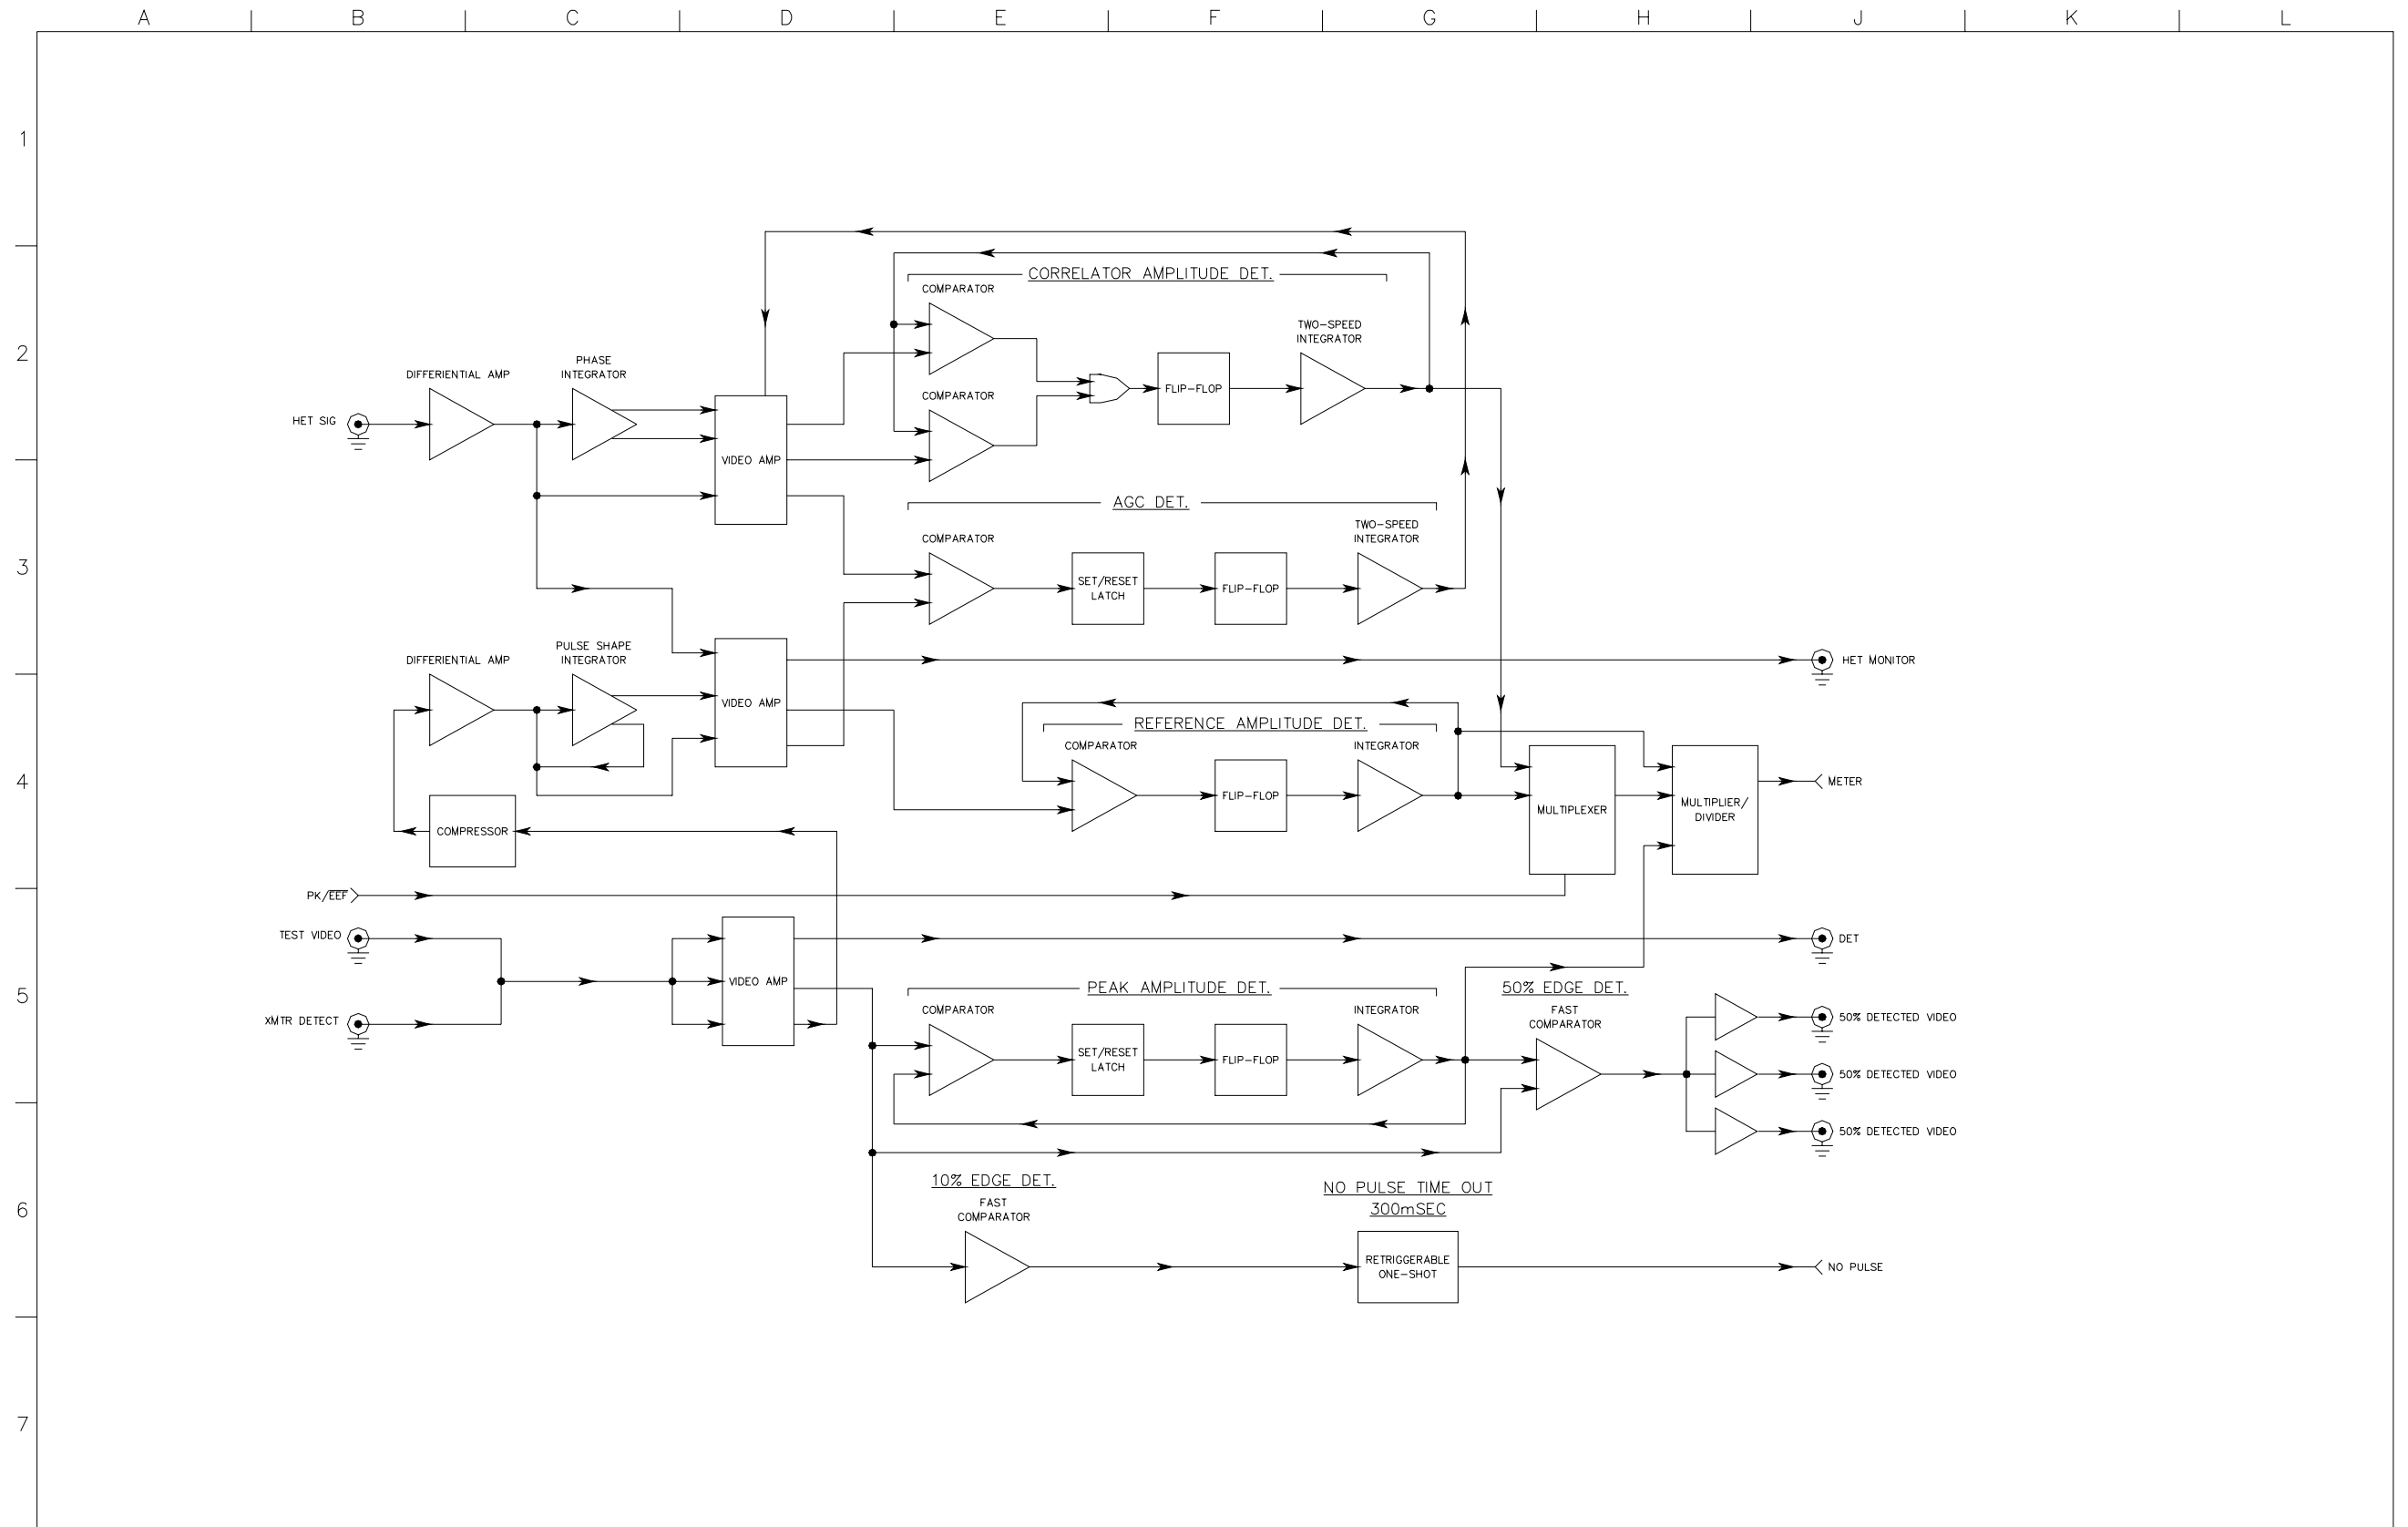 A B C D E F G H J K L
1
CORRELATOR AMPLITUDE DET.
COMPARATOR
TWO-SPEED
INTEGRATOR
2
PHASE
INTEGRATOR
DIFFERIENTIAL AMP
FLIP-FLOP
COMPARATOR
HET SIG
VIDEO AMP
AGC DET.
TWO-SPEED
INTEGRATOR
COMPARATOR
3
SET/RESET
LATCH
FLIP-FLOP
PULSE SHAPE
INTEGRATOR
DIFFERIENTIAL AMP
HET MONITOR
VIDEO AMP
REFERENCE AMPLITUDE DET.
COMPARATOR
INTEGRATOR
4
METER
FLIP-FLOP
MULTIPLEXER
MULTIPLIER/
DIVIDER
COMPRESSOR
PK/EEF
TEST VIDEO
DET
VIDEO AMP
5
PEAK AMPLITUDE DET.
50% EDGE DET.
COMPARATOR
INTEGRATOR
FAST
COMPARATOR
XMTR DETECT
50% DETECTED VIDEO
SET/RESET
LATCH
FLIP-FLOP
50% DETECTED VIDEO
50% DETECTED VIDEO
10% EDGE DET.
NO PULSE TIME OUT
300mSEC
6
FAST
COMPARATOR
RETRIGGERABLE
ONE-SHOT
NO PULSE
7